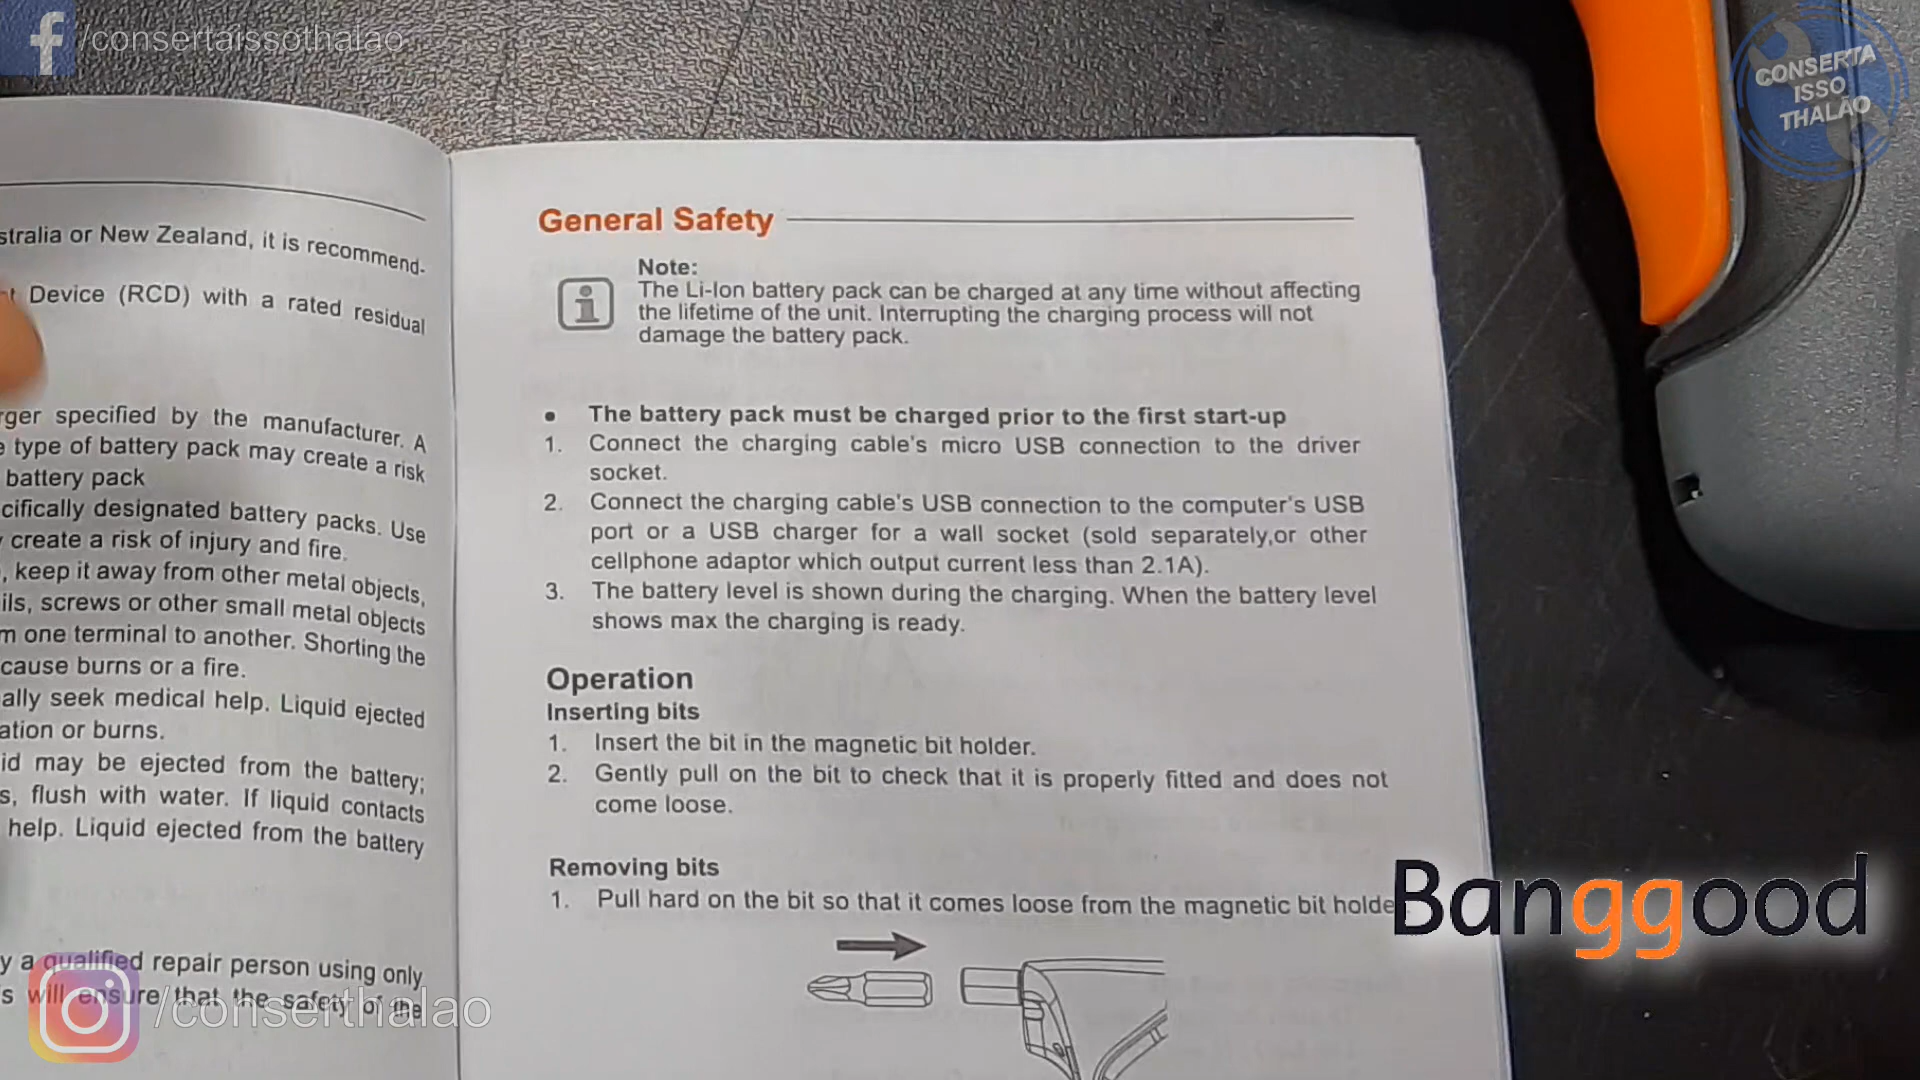 /consertaissothalao
CONSERTA
ISSO
THALÃO
stralia or New Zealand, it is recommend-
Device (RCD) with a rated residual
specified by the manufacturer. A
type of battery pack may create a risk
battery pack
cifically designated battery packs. Use
create a risk of injury and fire.
, keep it away from other metal objects,
ils, screws or other small metal objects
m one terminal to another. Shorting the
cause burns or a fire.
ally seek medical help. Liquid ejected
ation or burns.
id may be ejected from the battery;
s, flush with water. If liquid contacts
help. Liquid ejected from the battery
y a qualified repair person using only
s will ensure that the safety of the
/conserthalao
General Safety
Note:
The Li-Ion battery pack can be charged at any time without affecting
the lifetime of the unit. Interrupting the charging process will not
damage the battery pack.
• The battery pack must be charged prior to the first start-up
1. Connect the charging cable's micro USB connection to the driver
socket.
2. Connect the charging cable's USB connection to the computer's USB
port or a USB charger for a wall socket (sold separately,or other
cellphone adaptor which output current less than 2.1A).
3. The battery level is shown during the charging. When the battery level
shows max the charging is ready.
Operation
Inserting bits
1. Insert the bit in the magnetic bit holder.
2. Gently pull on the bit to check that it is properly fitted and does not
come loose.
Removing bits
1. Pull hard on the bit so that it comes loose from the magnetic bit holde
Banggood